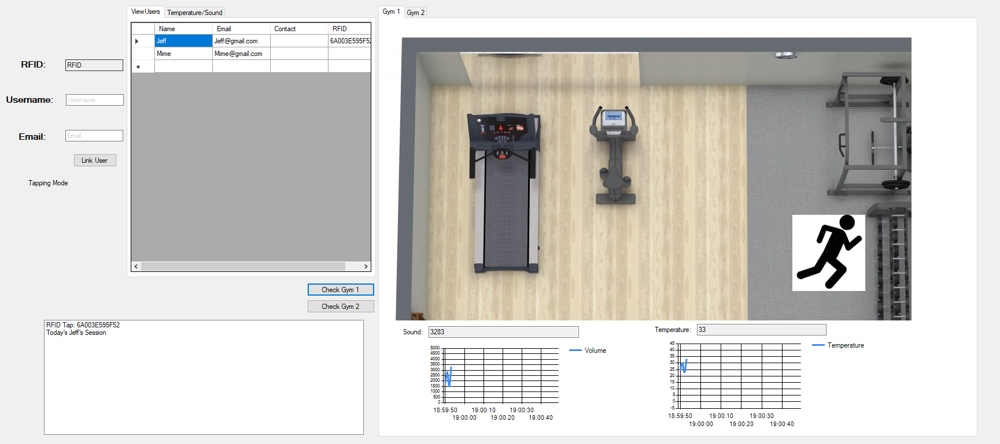 ViewUsers
Temperature/Sound
Gym 1
Gym 2
Name Email Contact RFID
Jeff Jeff@gmail.com 6A003E595F52
Mime Mime@gmail.com
RFID: RFID
Username: Username
Email: Email
Link User
Tapping Mode
Check Gym 1
Check Gym 2
RFID Tap: 6A003E595F52
Today's Jeff's Session
Sound: 3283
Temperature: 33
5000
4500
4000
3500
3000
2500
2000
1500
1000
500
0
18:59:50
19:00:00
19:00:10
19:00:20
19:00:30
19:00:40
Volume
45
40
35
30
25
20
15
10
5
0
-5
18:59:50
19:00:00
19:00:10
19:00:20
19:00:30
19:00:40
Temperature